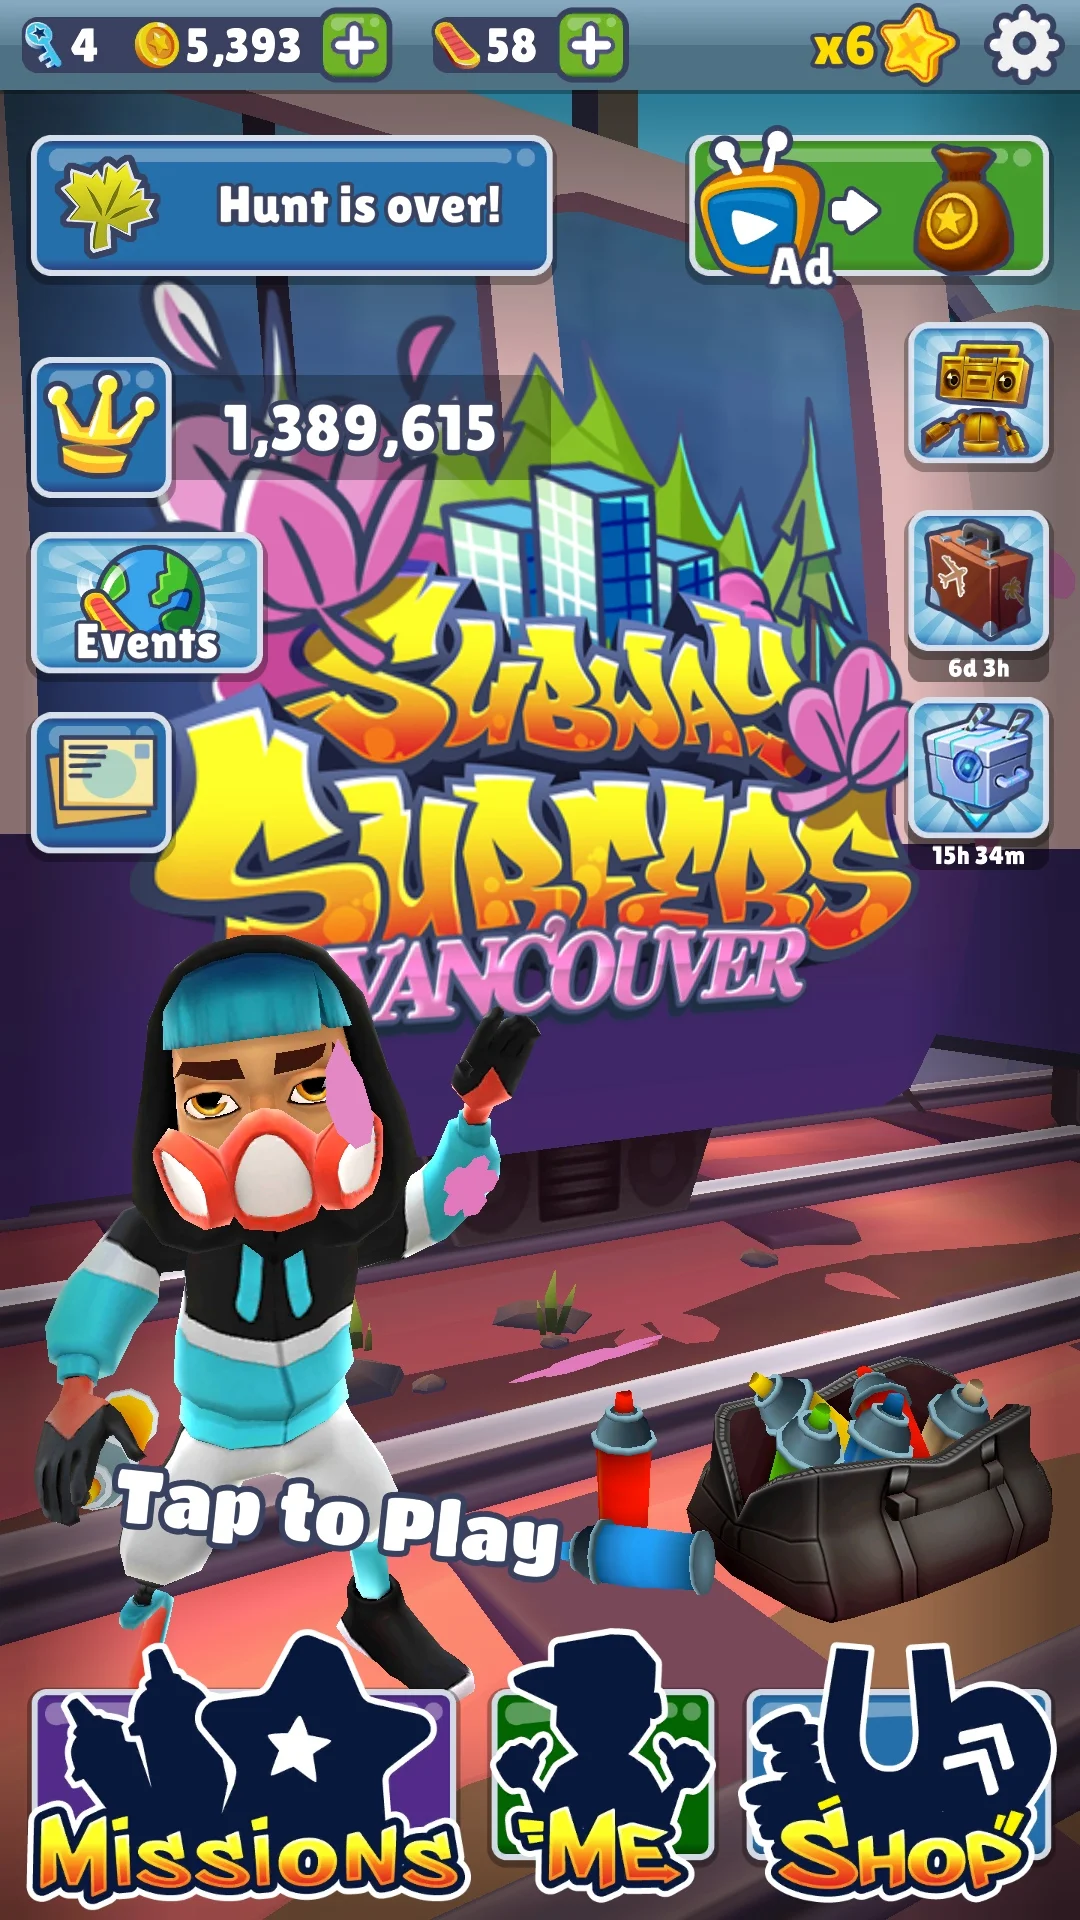 4
5,393
58
x6
Hunt is over!
Ad
1,389,615
Events
6d 3h
15h 34m
SUBWAY
SURFERS
VANCOUVER
Tap to Play
MISSIONS
ME
SHOP